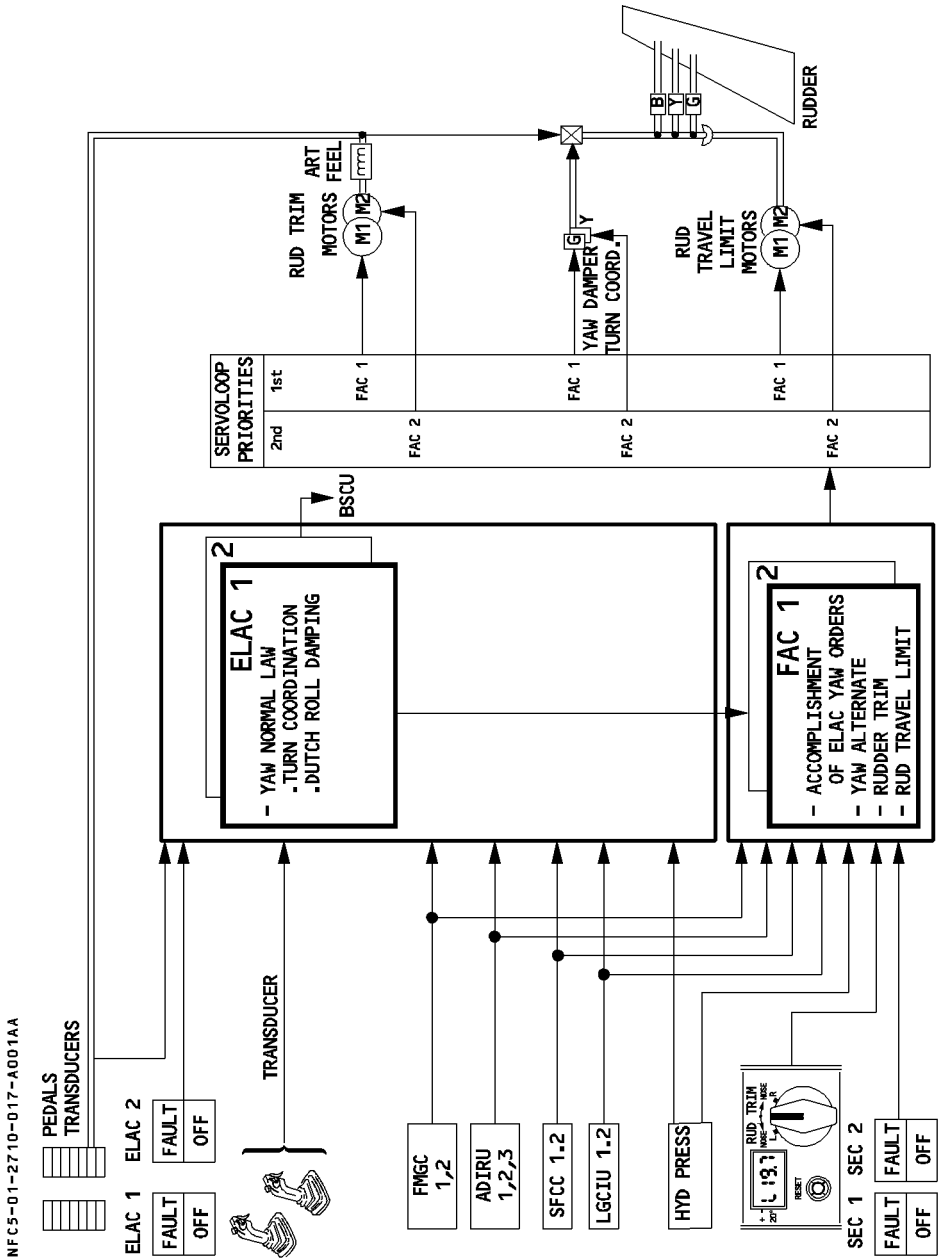 NFC5-01-2710-017-A001AA
PEDALS
TRANSDUCERS
ELAC 1 ELAC 2
FAULT FAULT
OFF OFF
TRANSDUCER
FMGC
1,2
ADIRU
1,2,3
SFCC 1.2
LGCIU 1.2
HYD PRESS
RUD TRIM
NOSE NOSE
L R
+
-
20°
L 19.7
RESET
SEC 1 SEC 2
FAULT FAULT
OFF OFF
ELAC 1
2
- YAW NORMAL LAW
.TURN COORDINATION
.DUTCH ROLL DAMPING
BSCU
FAC 1
2
- ACCOMPLISHMENT
OF ELAC YAW ORDERS
- YAW ALTERNATE
- RUDDER TRIM
- RUD TRAVEL LIMIT
SERVOLOOP
PRIORITIES
2nd 1st
FAC 2 FAC 1
FAC 2 FAC 1
FAC 2 FAC 1
RUD TRIM
MOTORS
M1 M2
ART
FEEL
YAW DAMPER
TURN COORD.
G Y
RUD
TRAVEL
LIMIT
MOTORS
M1 M2
B
Y
G
RUDDER